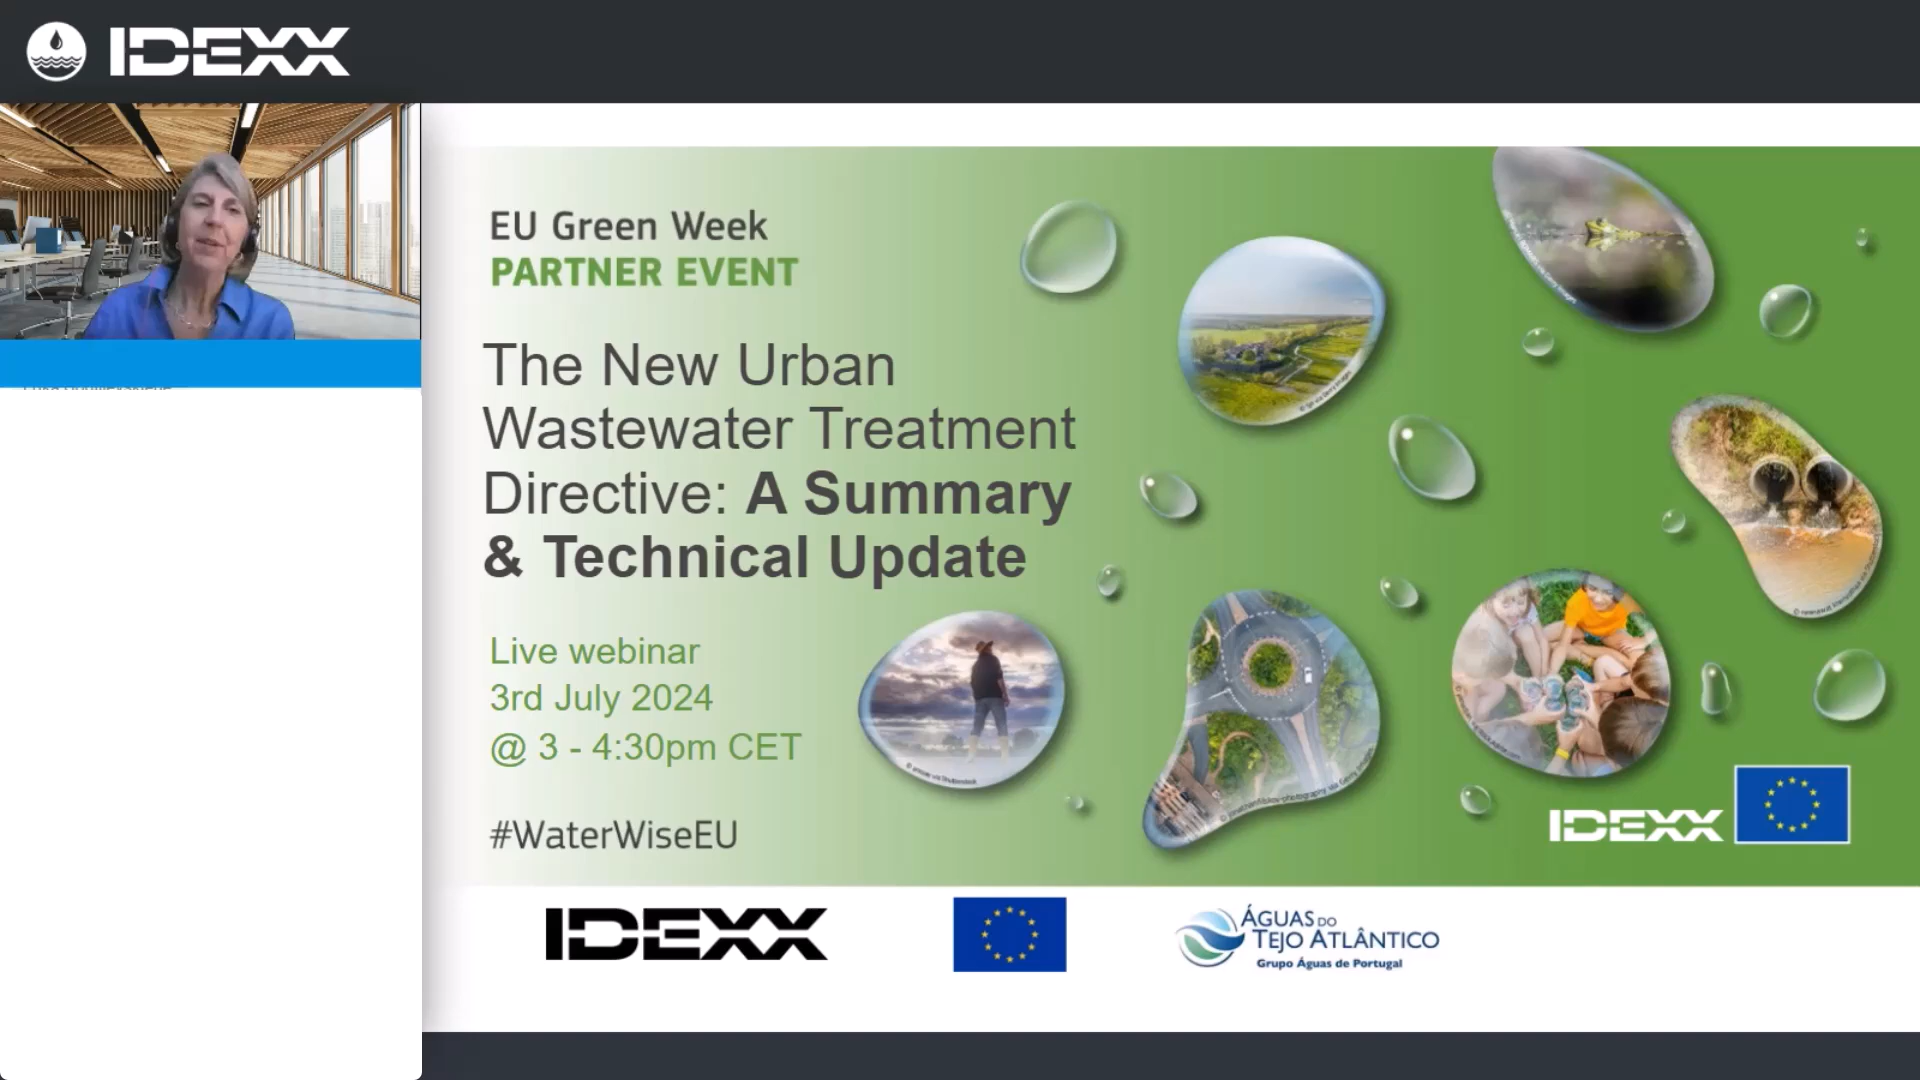 IDEXX
EU Green Week
PARTNER EVENT
The New Urban
Wastewater Treatment
Directive: A Summary
& Technical Update
Live webinar
3rd July 2024
@ 3 - 4:30pm CET
#WaterWiseEU
IDEXX
IDEXX
ÁGUAS DO
TEJO ATLÂNTICO
Grupo Águas de Portugal